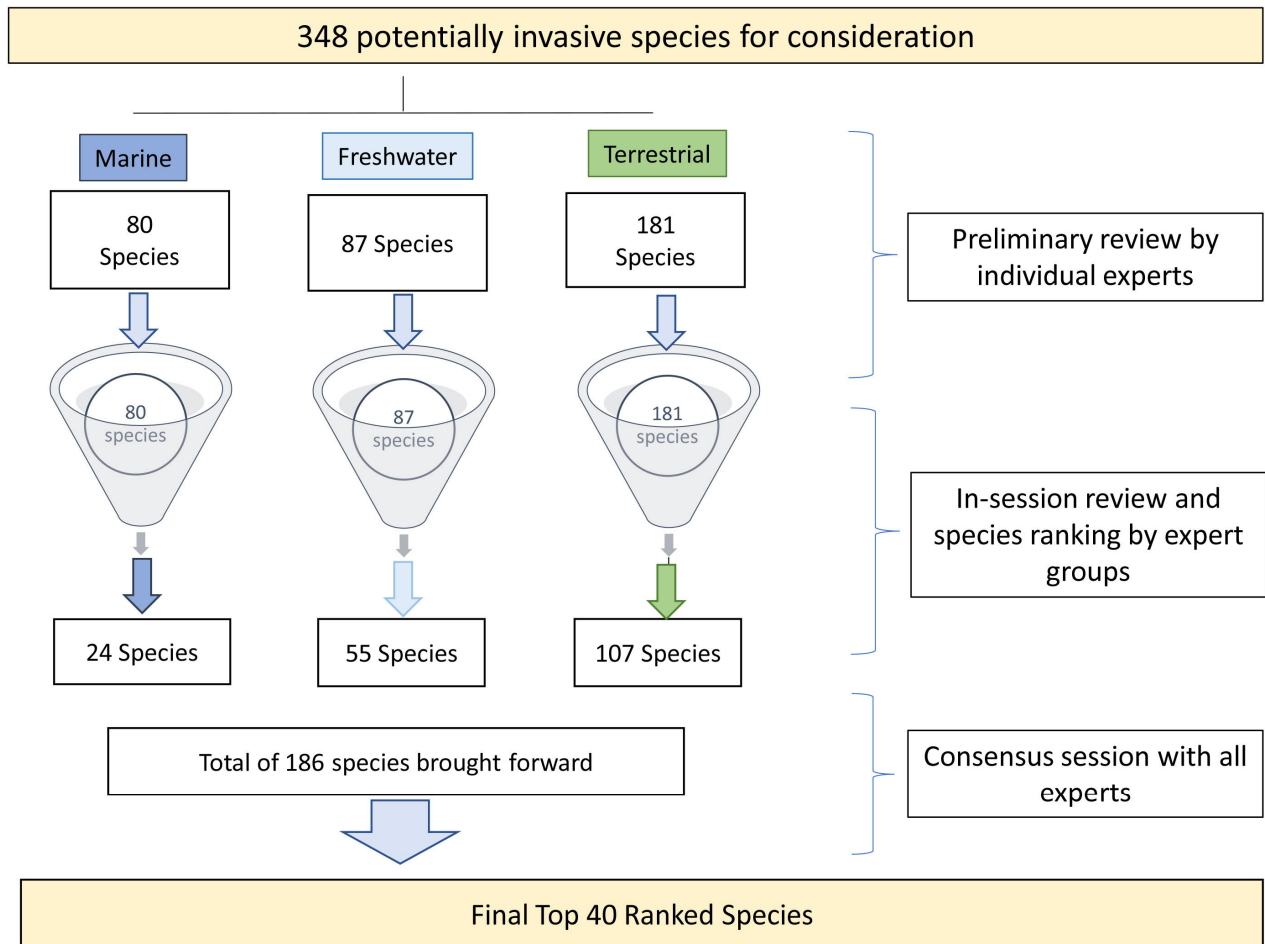 348 potentially invasive species for consideration
Marine
Freshwater
Terrestrial
80
Species
87 Species
181
Species
Preliminary review by
individual experts
80
species
87
species
181
species
In-session review and
species ranking by expert
groups
24 Species
55 Species
107 Species
Total of 186 species brought forward
Consensus session with all
experts
Final Top 40 Ranked Species